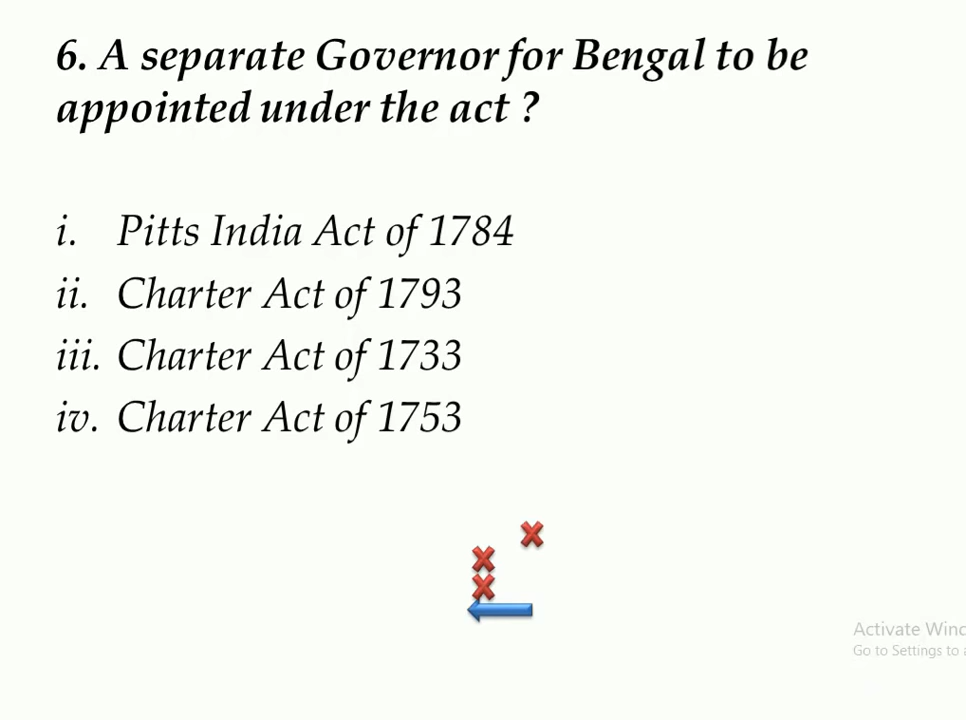 6. A separate Governor for Bengal to be
appointed under the act ?
i. Pitts India Act of 1784
ii. Charter Act of 1793
iii. Charter Act of 1733
iv. Charter Act of 1753
Activate Wind
Go to Settings to a